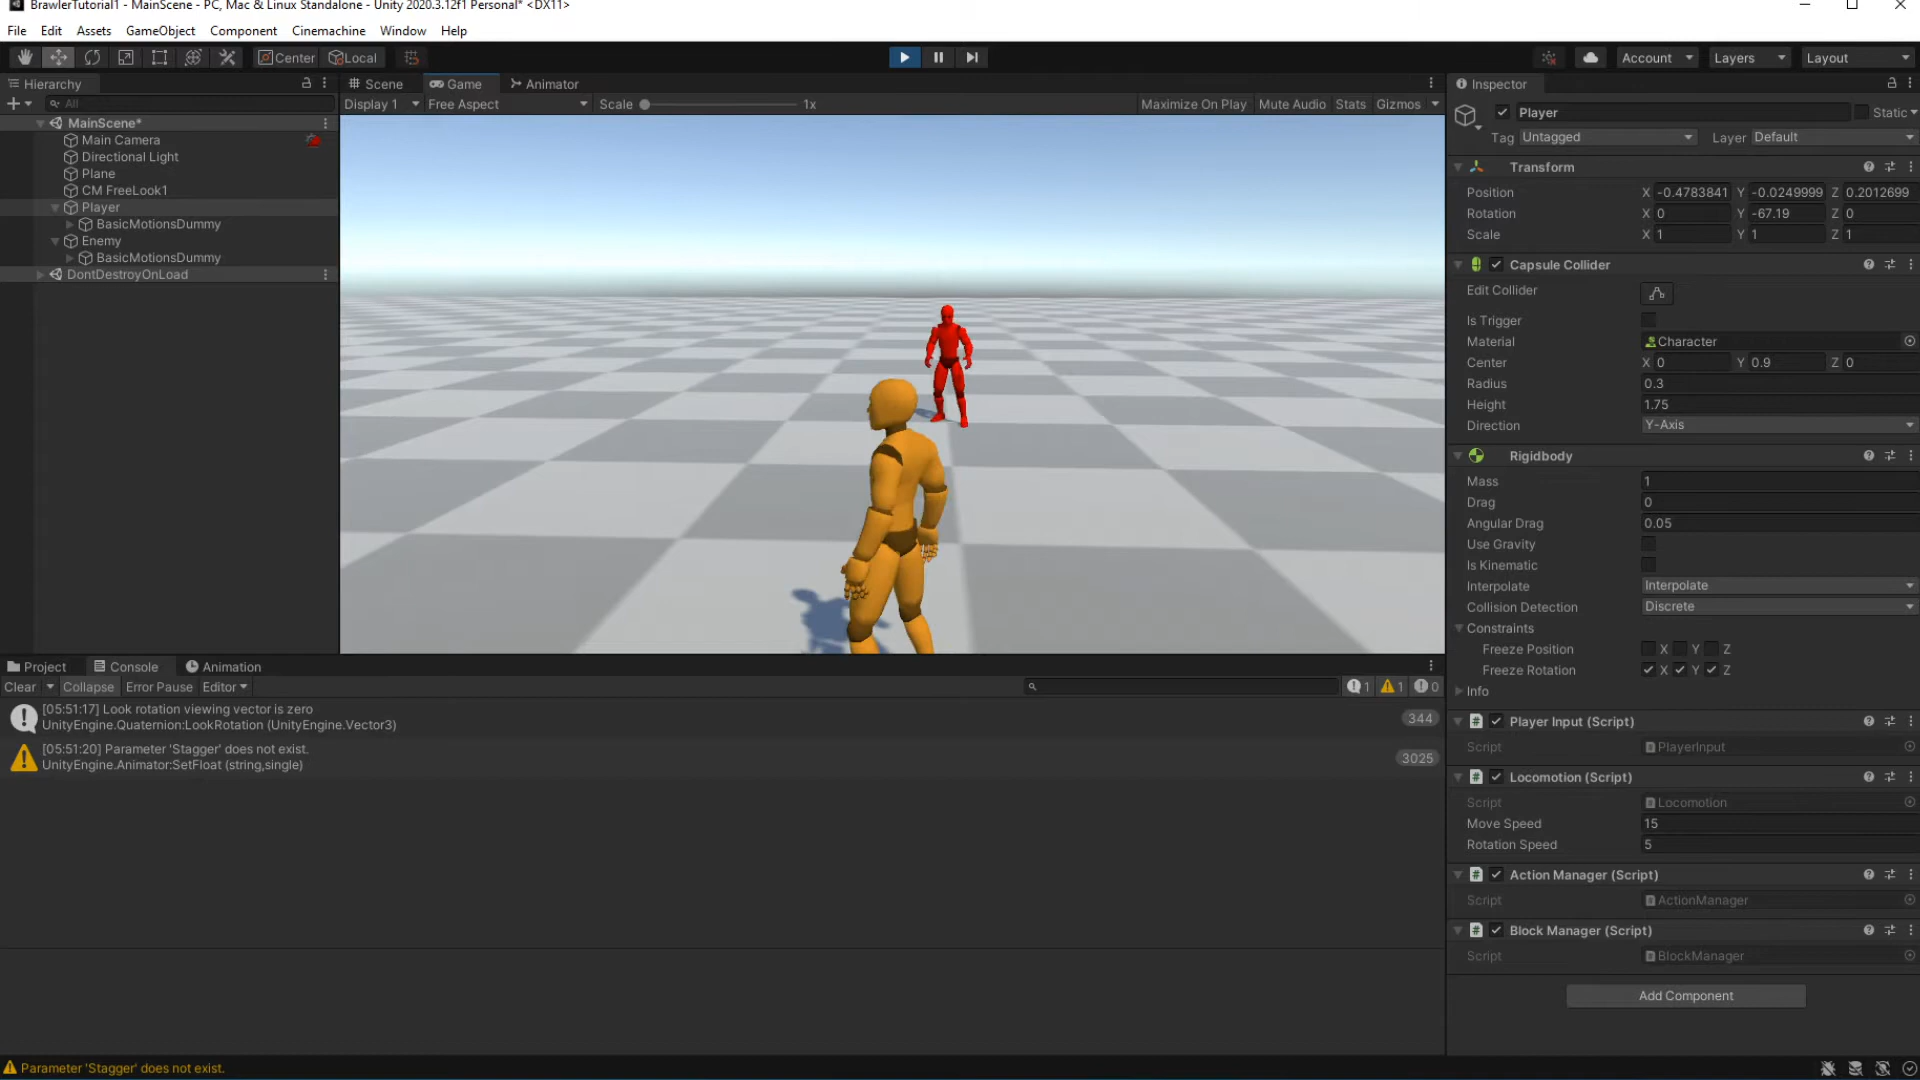 BrawlerTutorial1 - MainScene - PC, Mac & Linux Standalone - Unity 2020.3.12f1 Personal* <DX11>
File Edit Assets GameObject Component Cinemachine Window Help
Center Local Account Layers Layout
Hierarchy
All
MainScene*
Main Camera
Directional Light
Plane
CM FreeLook1
Player
BasicMotionsDummy
Enemy
BasicMotionsDummy
DontDestroyOnLoad
Scene Game Animator
Display 1 Free Aspect Scale 1x Maximize On Play Mute Audio Stats Gizmos
Project Console Animation
Clear Collapse Error Pause Editor 1 1 0
[05:51:17] Look rotation viewing vector is zero
UnityEngine.Quaternion:LookRotation (UnityEngine.Vector3)
344
[05:51:20] Parameter 'Stagger' does not exist.
UnityEngine.Animator:SetFloat (string,single)
3025
Inspector
Player Static
Tag Untagged Layer Default
Transform
Position X -0.4783841 Y -0.0249999 Z 0.2012699
Rotation X 0 Y -67.19 Z 0
Scale X 1 Y 1 Z 1
Capsule Collider
Edit Collider
Is Trigger
Material Character
Center X 0 Y 0.9 Z 0
Radius 0.3
Height 1.75
Direction Y-Axis
Rigidbody
Mass 1
Drag 0
Angular Drag 0.05
Use Gravity
Is Kinematic
Interpolate Interpolate
Collision Detection Discrete
Constraints
Freeze Position X Y Z
Freeze Rotation X Y Z
Info
Player Input (Script)
Script PlayerInput
Locomotion (Script)
Script Locomotion
Move Speed 15
Rotation Speed 5
Action Manager (Script)
Script ActionManager
Block Manager (Script)
Script BlockManager
Add Component
Parameter 'Stagger' does not exist.